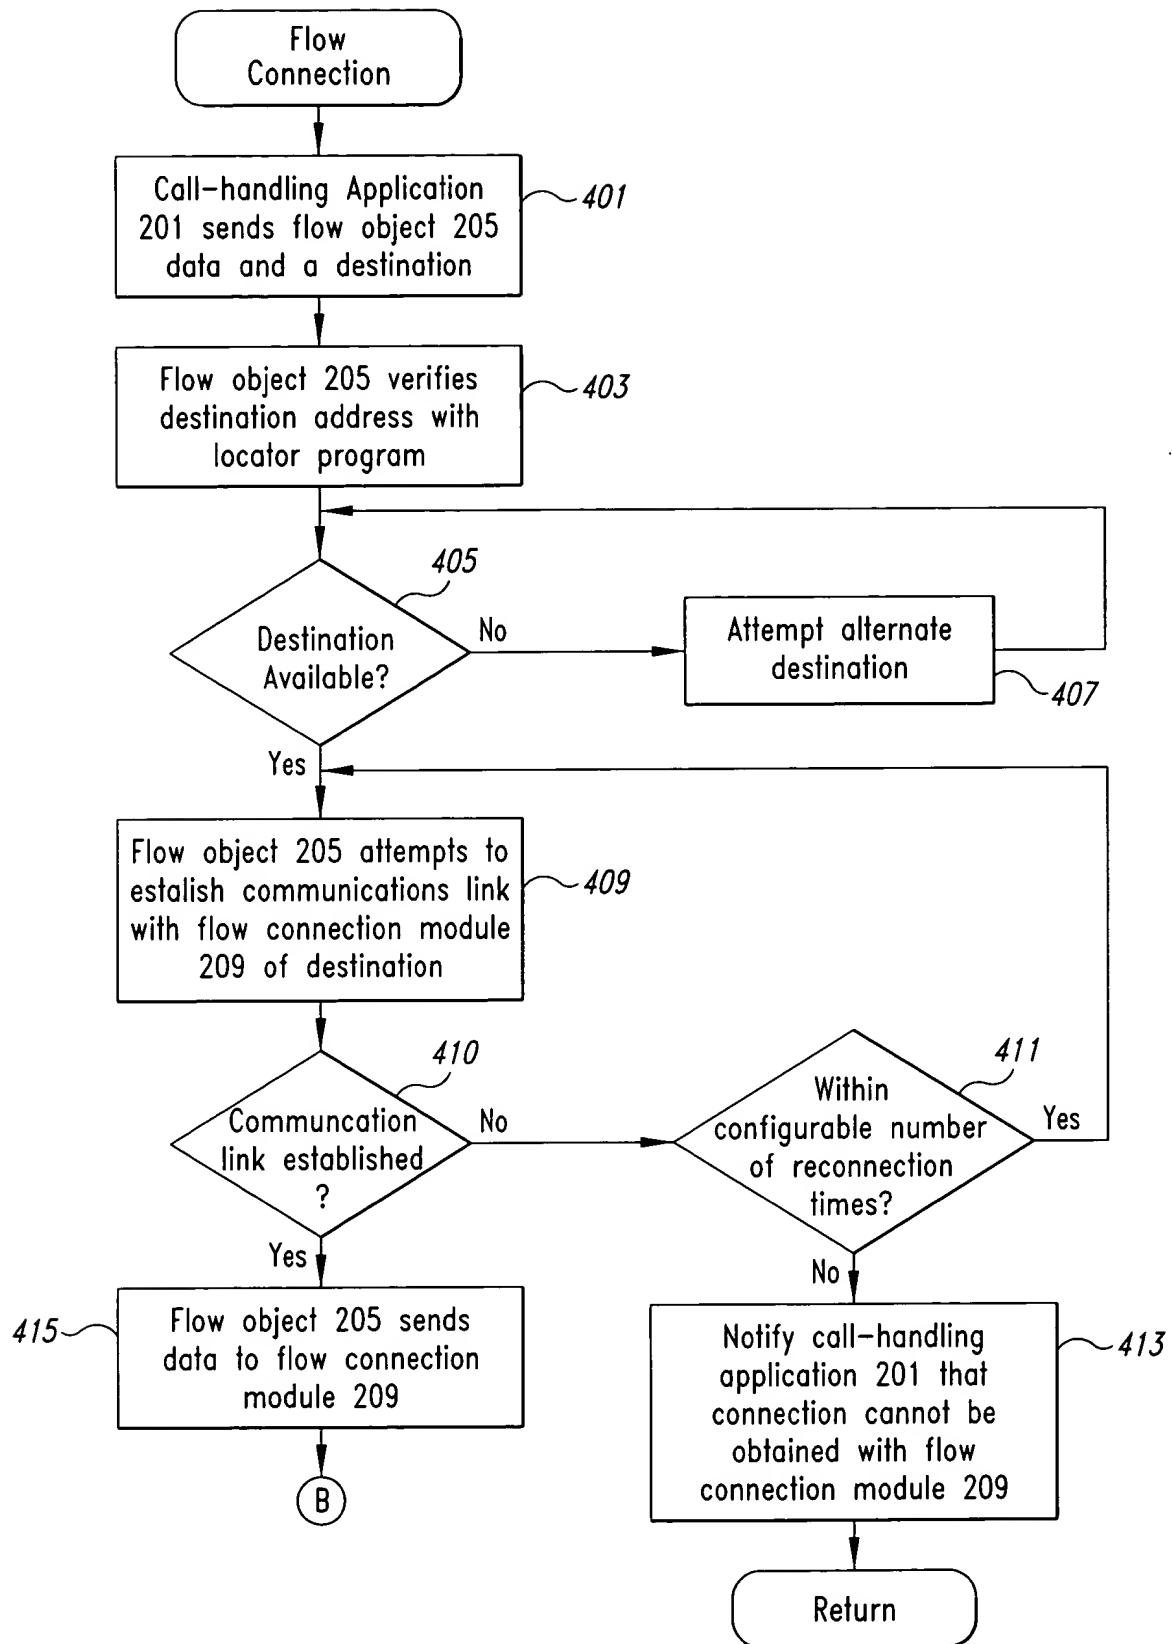 Flow
Connection
Call-handling Application
201 sends flow object 205
data and a destination
401
Flow object 205 verifies
destination address with
locator program
403
405
Destination
Available?
No
Attempt alternate
destination
407
Yes
Flow object 205 attempts to
estalish communications link
with flow connection module
209 of destination
409
410
Communcation
link established
?
No
411
Within
configurable number
of reconnection
times?
Yes
Yes
No
415
Flow object 205 sends
data to flow connection
module 209
B
Notify call-handling
application 201 that
connection cannot be
obtained with flow
connection module 209
413
Return